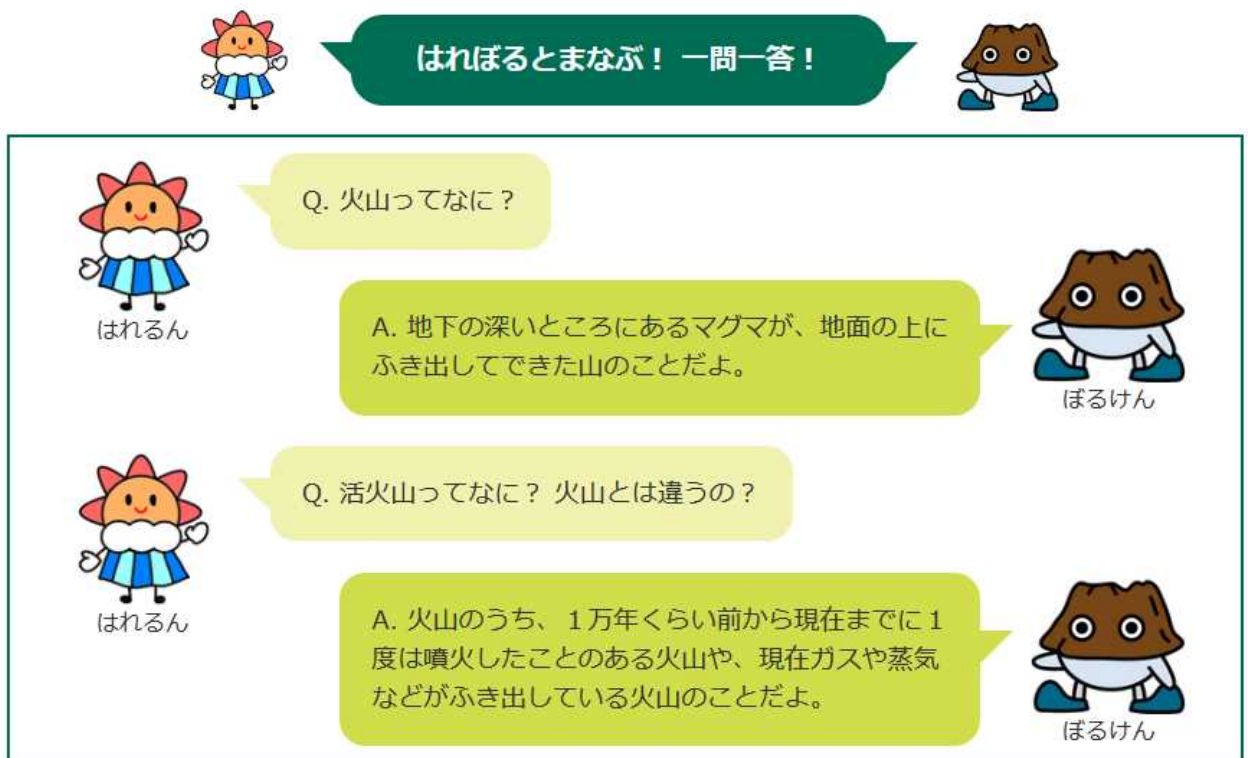 はれぼるとまなぶ！ 一問一答！
Q. 火山ってなに？
はれるん
A. 地下の深いところにあるマグマが、地面の上に
ふき出してできた山のことだよ。
ぼるけん
Q. 活火山ってなに？ 火山とは違うの？
はれるん
A. 火山のうち、１万年くらい前から現在までに１
度は噴火したことのある火山や、現在ガスや蒸気
などがふき出している火山のことだよ。
ぼるけん